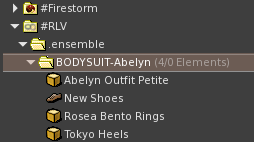 #Firestorm
#RLV
.ensemble
BODYSUIT-Abelyn (4/0 Elements)
Abelyn Outfit Petite
New Shoes
Rosea Bento Rings
Tokyo Heels